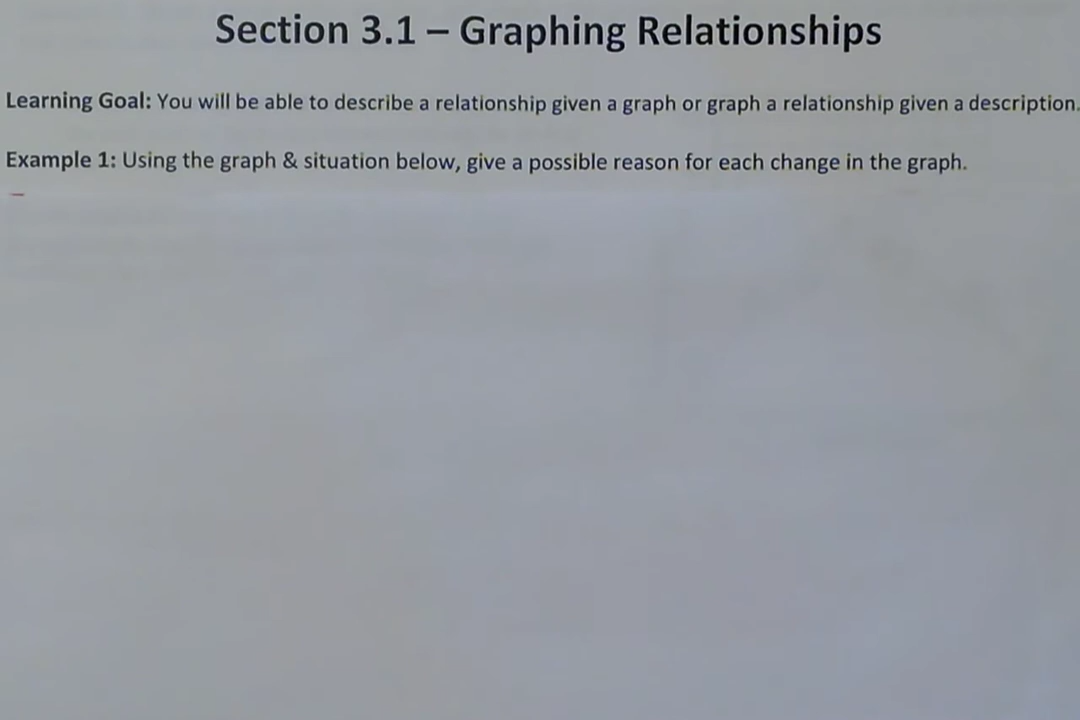 Section 3.1 – Graphing Relationships
Learning Goal: You will be able to describe a relationship given a graph or graph a relationship given a description.
Example 1: Using the graph & situation below, give a possible reason for each change in the graph.